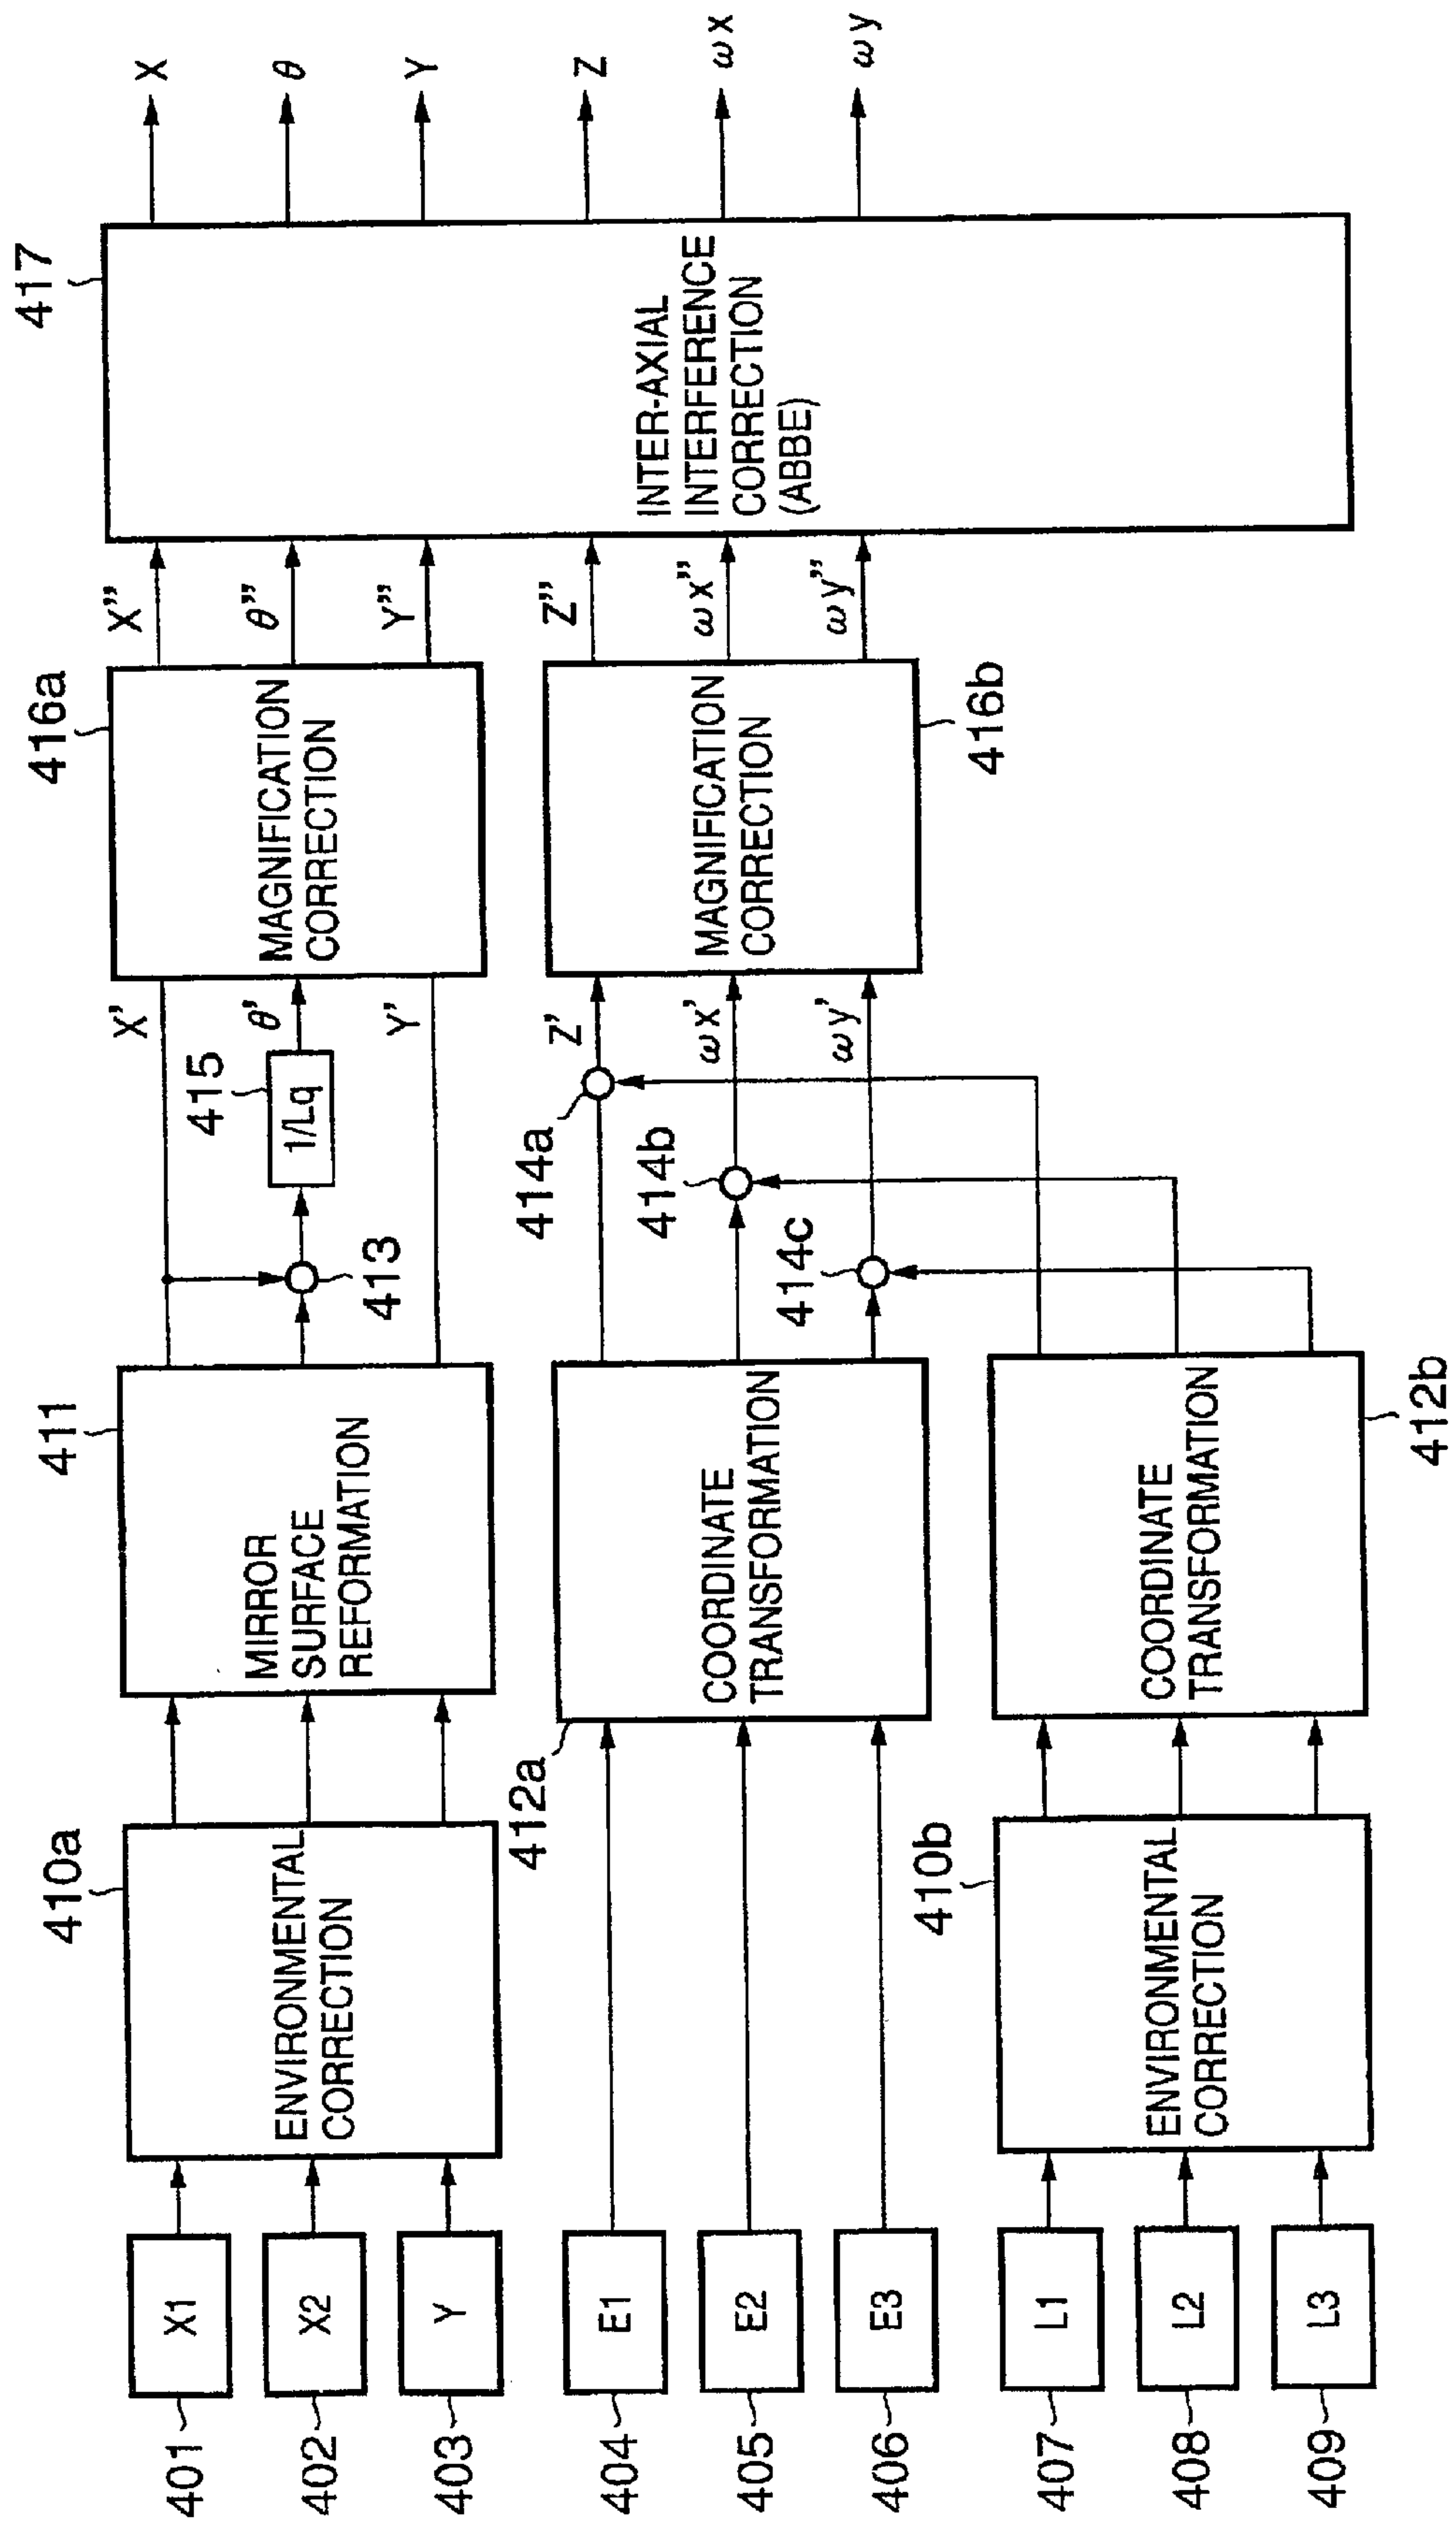 401
X1
402
X2
403
Y
404
E1
405
E2
406
E3
407
L1
408
L2
409
L3
410a
ENVIRONMENTAL
CORRECTION
410b
ENVIRONMENTAL
CORRECTION
411
MIRROR
SURFACE
REFORMATION
412a
COORDINATE
TRANSFORMATION
412b
COORDINATE
TRANSFORMATION
413
414a
414b
414c
415
1/Lq
X'
θ'
Y'
Z'
ωx'
ωy'
416a
MAGNIFICATION
CORRECTION
416b
MAGNIFICATION
CORRECTION
X"
θ"
Y"
Z"
ωx"
ωy"
417
INTER-AXIAL
INTERFERENCE
CORRECTION
(ABBE)
X
θ
Y
Z
ωx
ωy